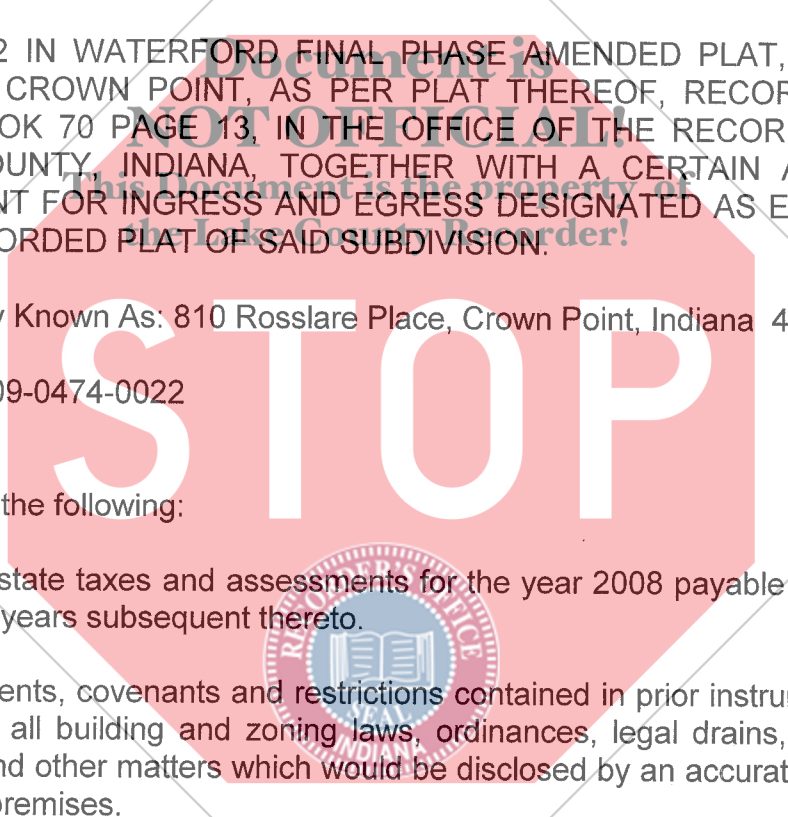 2 IN WATERFORD FINAL PHASE AMENDED PLAT,
Document is
CROWN POINT, AS PER PLAT THEREOF, RECOR
NOT OFFICIAL!
OK 70 PAGE 13, IN THE OFFICE OF THE RECOR
OUNTY, INDIANA, TOGETHER WITH A CERTAIN A
This Document is the property of
NT FOR INGRESS AND EGRESS DESIGNATED AS E
the Lake County Recorder!
ORDED PLAT OF SAID SUBDIVISION.
y Known As: 810 Rosslare Place, Crown Point, Indiana 4
09-0474-0022
STOP
the following:
state taxes and assessments for the year 2008 payable
years subsequent thereto.
RECORDER'S OFFICE
SEAL
INDIANA
ents, covenants and restrictions contained in prior instru
all building and zoning laws, ordinances, legal drains,
nd other matters which would be disclosed by an accurat
premises.